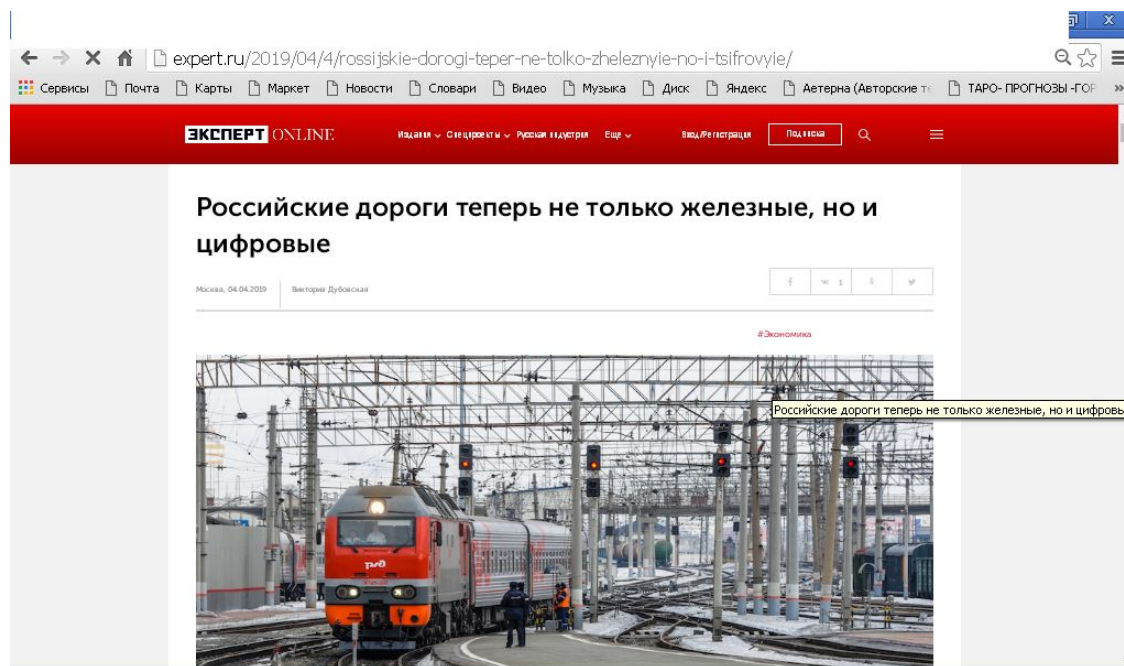 expert.ru/2019/04/4/rossijskie-dorogi-teper-ne-tolko-zheleznyie-no-i-tsifrovyie/
Сервисы Почта Карты Маркет Новости Словари Видео Музыка Диск Яндекс Аетерна (Авторские ТАРО- ПРОГНОЗЫ -ГОР »
ЭКСПЕРТ ONLINE Издания Спецпроекты Русская индустрия Еще Вход/Регистрация Подписка
Российские дороги теперь не только железные, но и
цифровые
Москва, 04.04.2019 Виктория Дубовская
1
#Экономика
Российские дороги теперь не только железные, но и цифровы
ржд